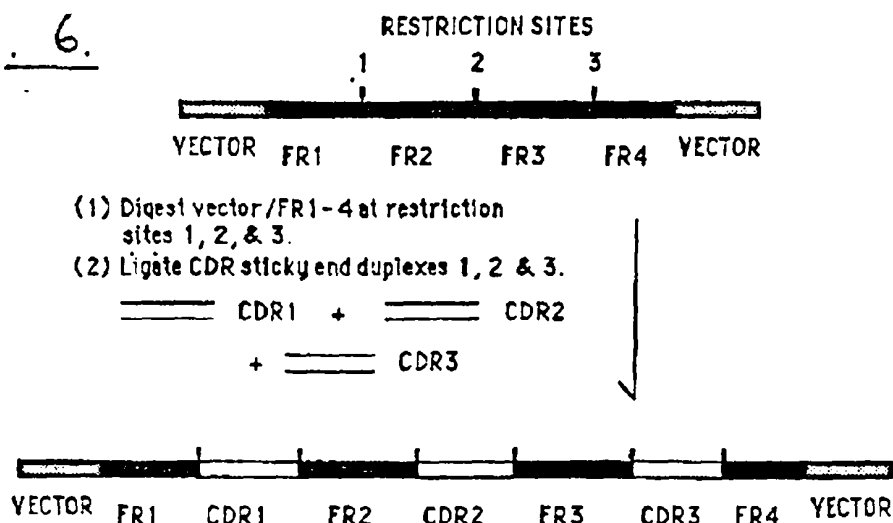 . 6.
RESTRICTION SITES
1 2 3
VECTOR FR1 FR2 FR3 FR4 VECTOR
(1) Digest vector/FR1-4 at restriction
sites 1, 2, & 3.
(2) Ligate CDR sticky end duplexes 1, 2 & 3.
CDR1 + CDR2
+ CDR3
VECTOR FR1 CDR1 FR2 CDR2 FR3 CDR3 FR4 VECTOR